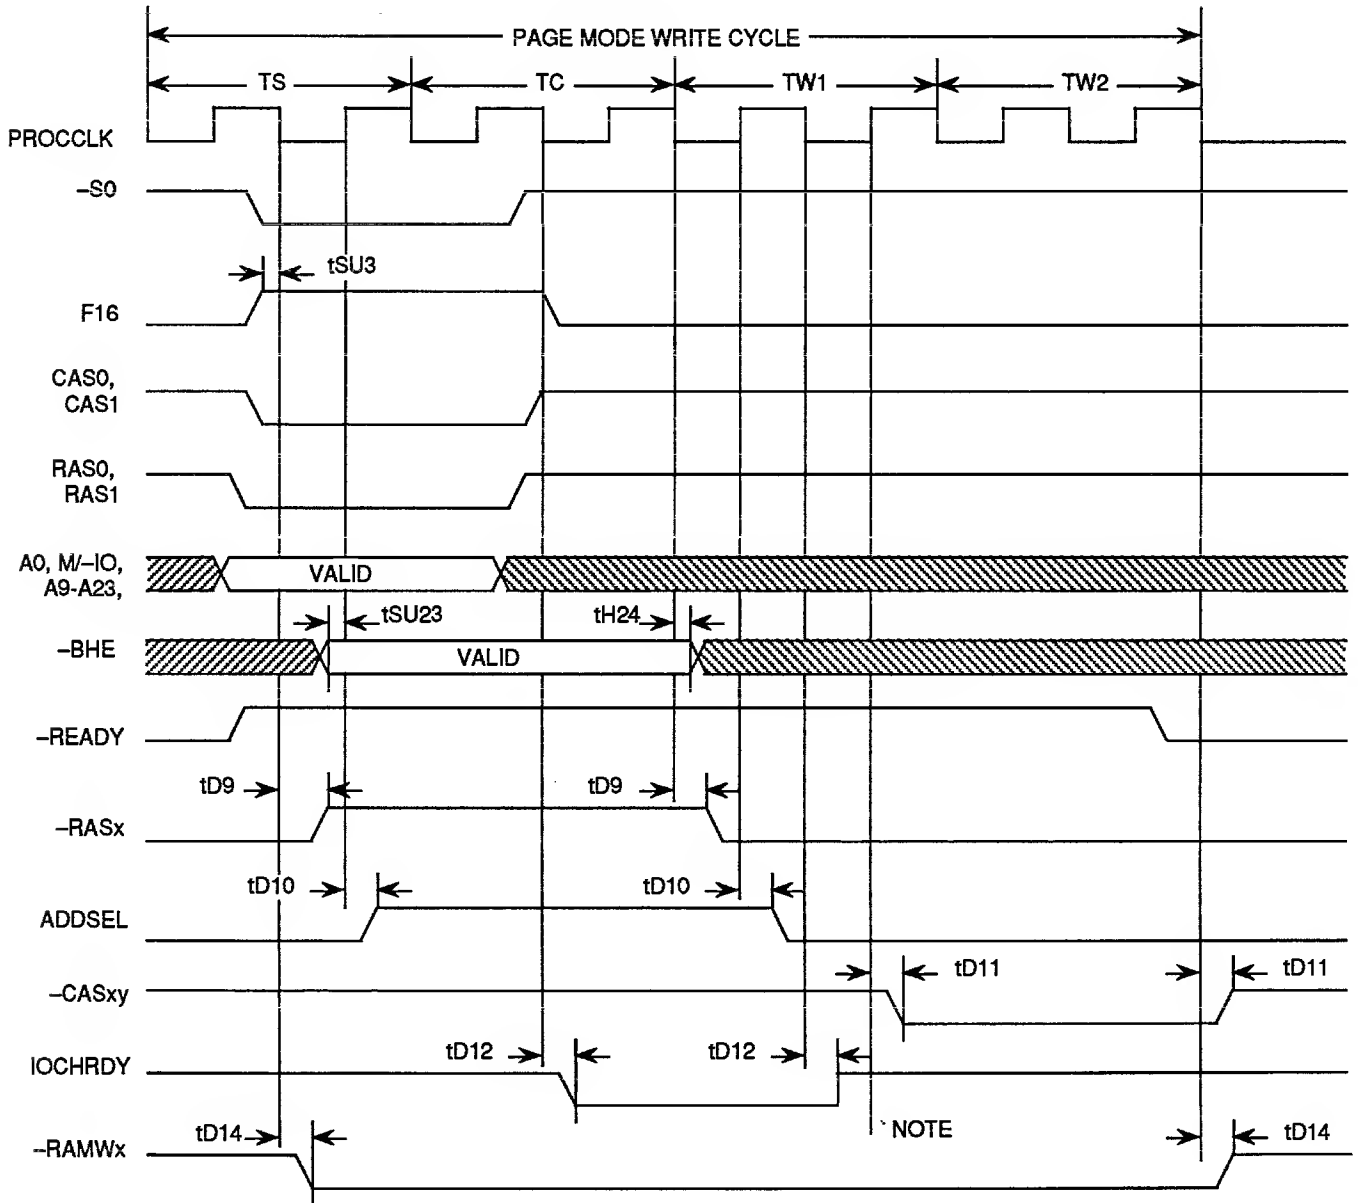 PAGE MODE WRITE CYCLE
TS TC TW1 TW2
PROCCLK
–S0
tSU3
F16
CAS0,
CAS1
RAS0,
RAS1
A0, M/–IO,
A9-A23,
VALID
tSU23 tH24
–BHE
VALID
–READY
tD9 tD9
–RASx
tD10 tD10
ADDSEL
tD11 tD11
–CASxy
tD12 tD12
IOCHRDY
NOTE
tD14 tD14
–RAMWx